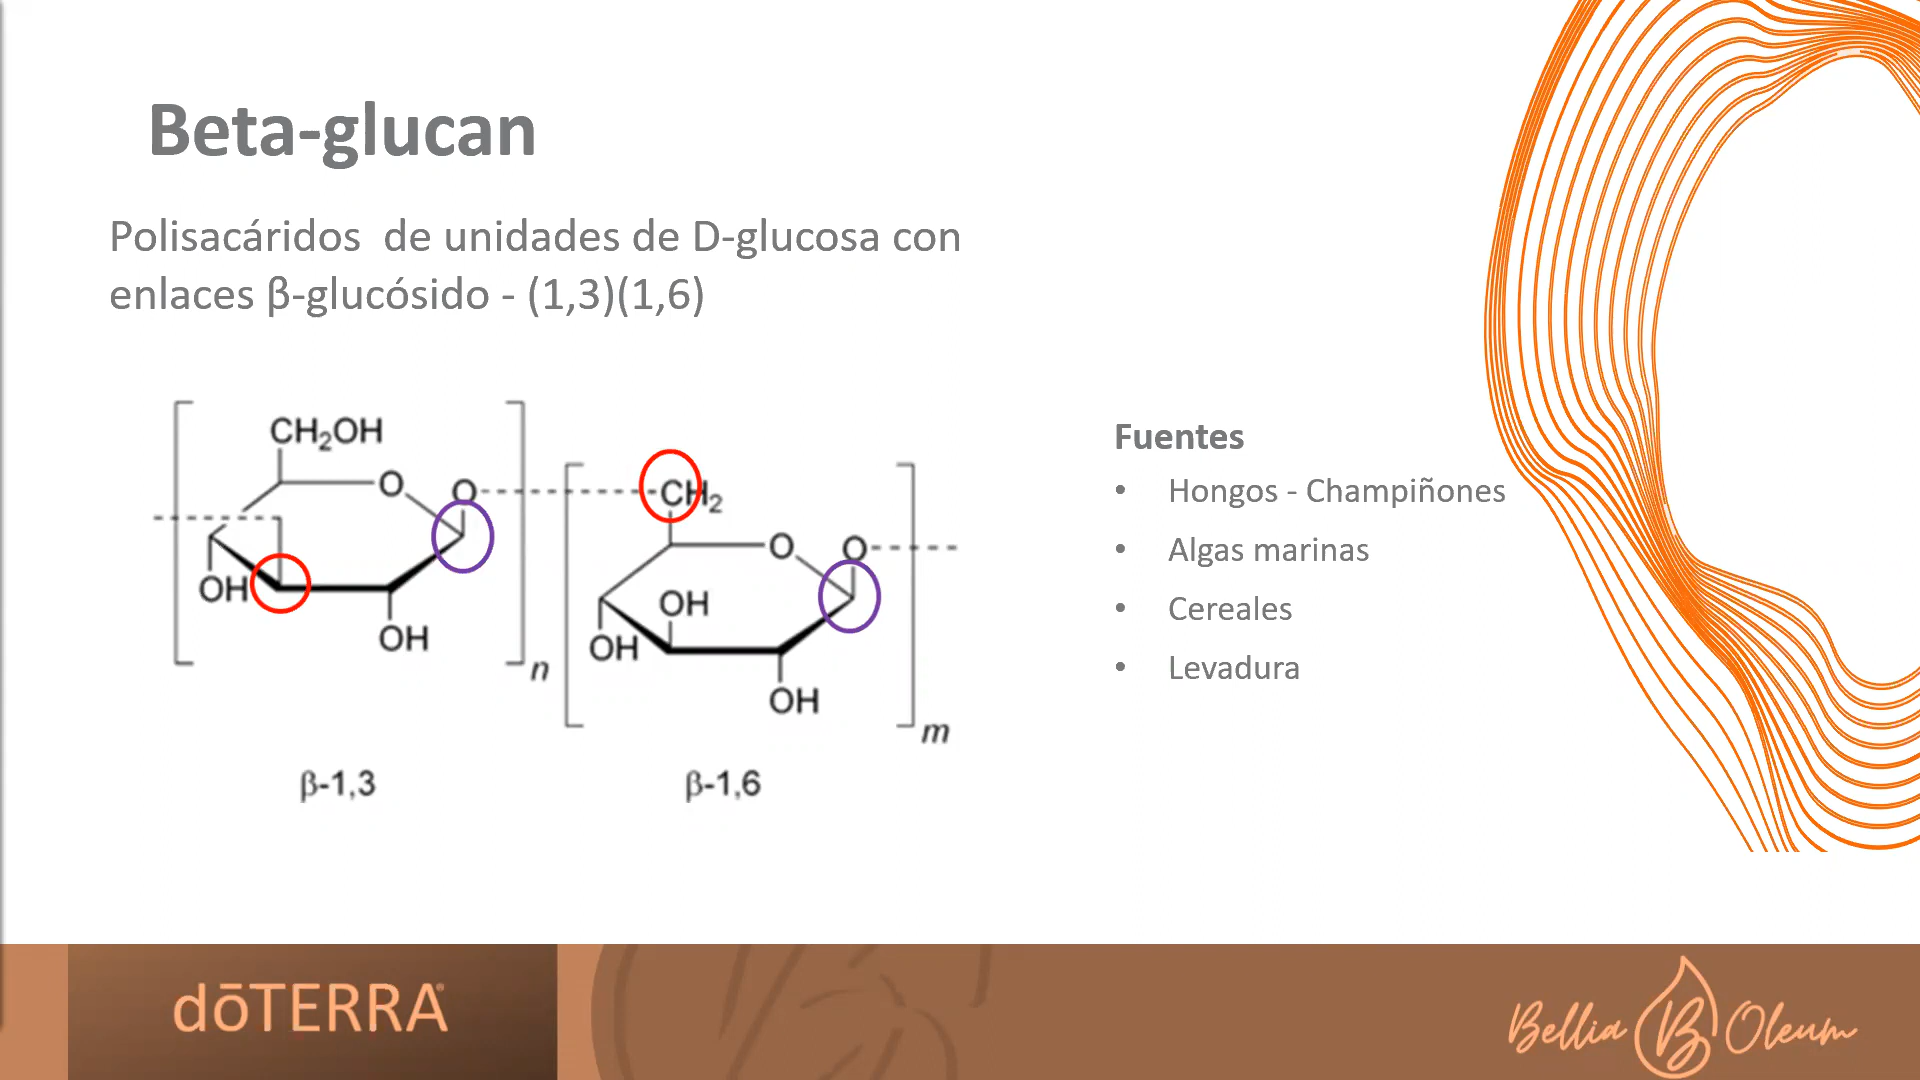 Beta-glucan
Polisacáridos  de unidades de D-glucosa con
enlaces β-glucósido - (1,3)(1,6)
CH₂OH
O
O
OH
OH
n
CH₂
O
O
OH
OH
OH
m
β-1,3
β-1,6
Fuentes
• Hongos - Champiñones
• Algas marinas
• Cereales
• Levadura
dōTERRA®
Bellia B Oleum